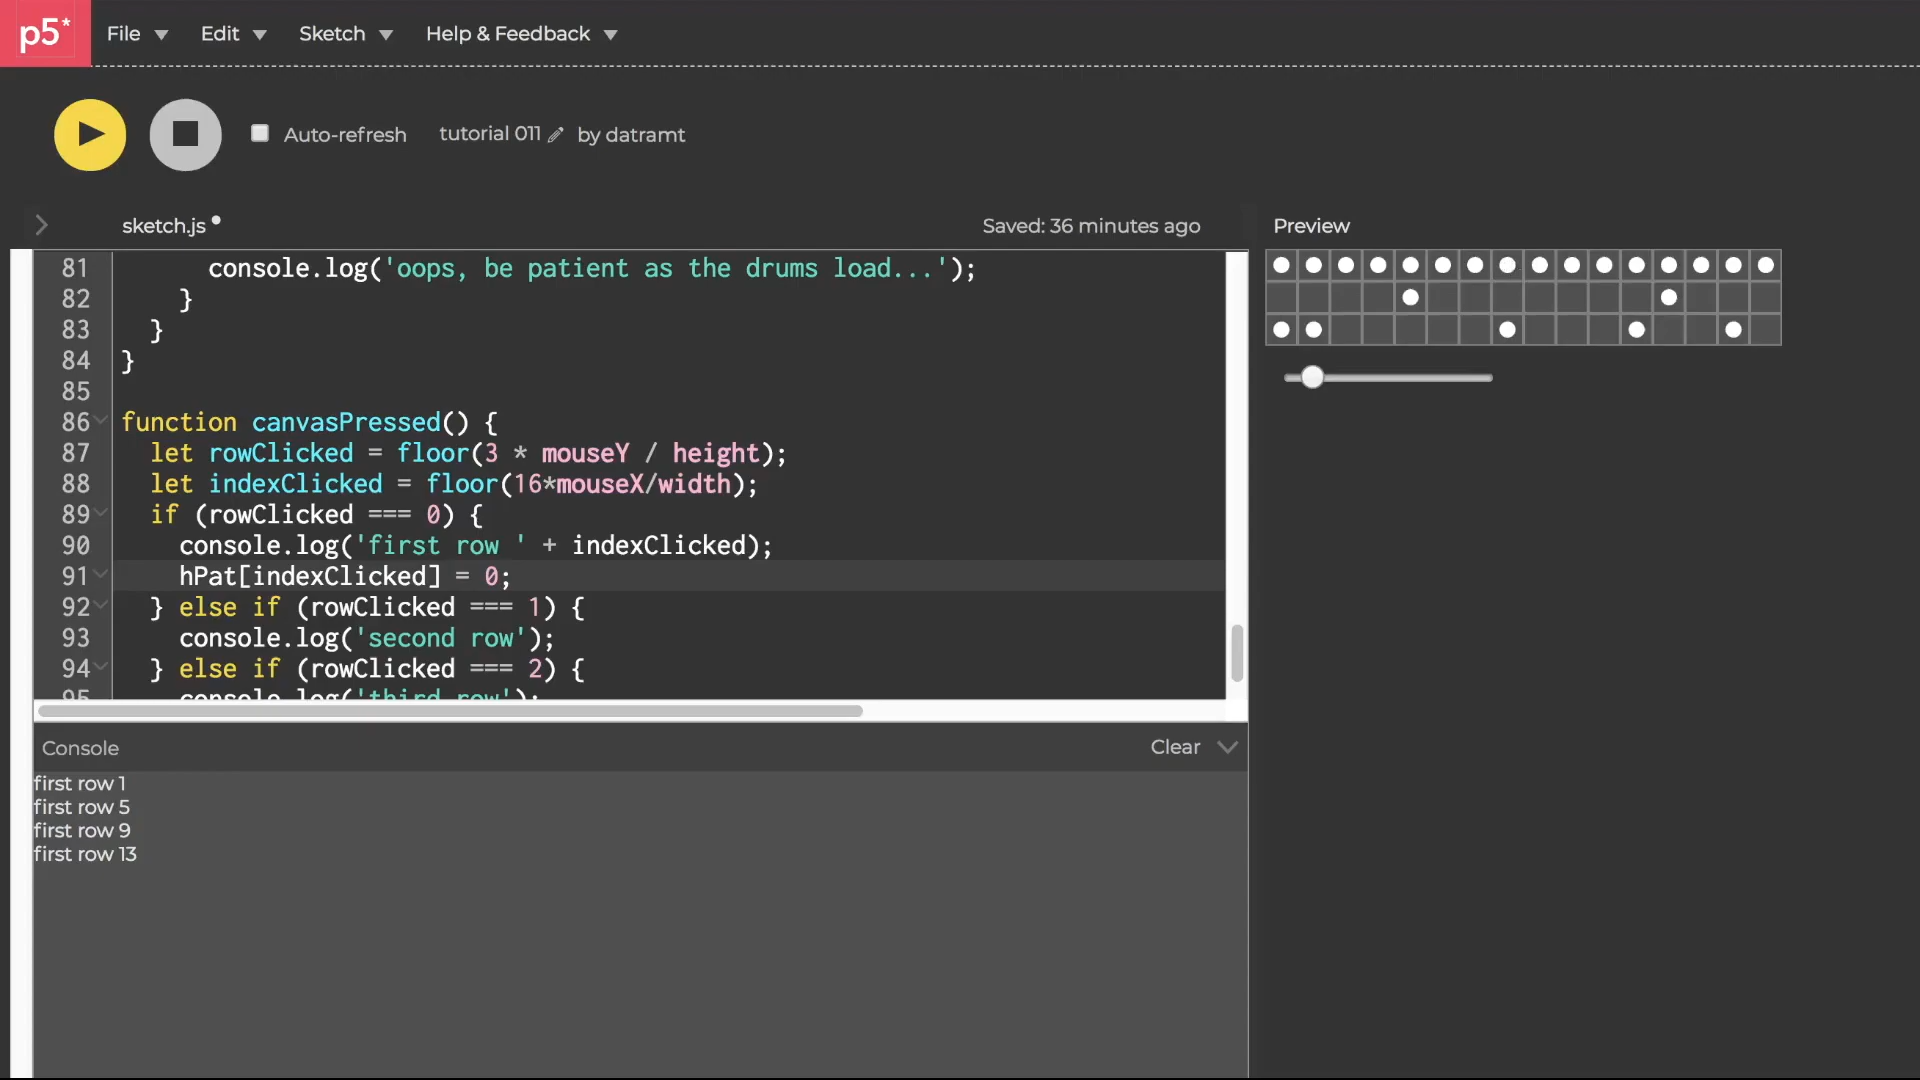 p5*
File
Edit
Sketch
Help & Feedback
Auto-refresh
tutorial 011
by datramt
sketch.js
Saved: 36 minutes ago
Preview
81 console.log('oops, be patient as the drums load...');
82 }
83 }
84 }
85
86 function canvasPressed() {
87 let rowClicked = floor(3 * mouseY / height);
88 let indexClicked = floor(16*mouseX/width);
89 if (rowClicked === 0) {
90 console.log('first row ' + indexClicked);
91 hPat[indexClicked] = 0;
92 } else if (rowClicked === 1) {
93 console.log('second row');
94 } else if (rowClicked === 2) {
95 console.log('third row');
Console
Clear
first row 1
first row 5
first row 9
first row 13